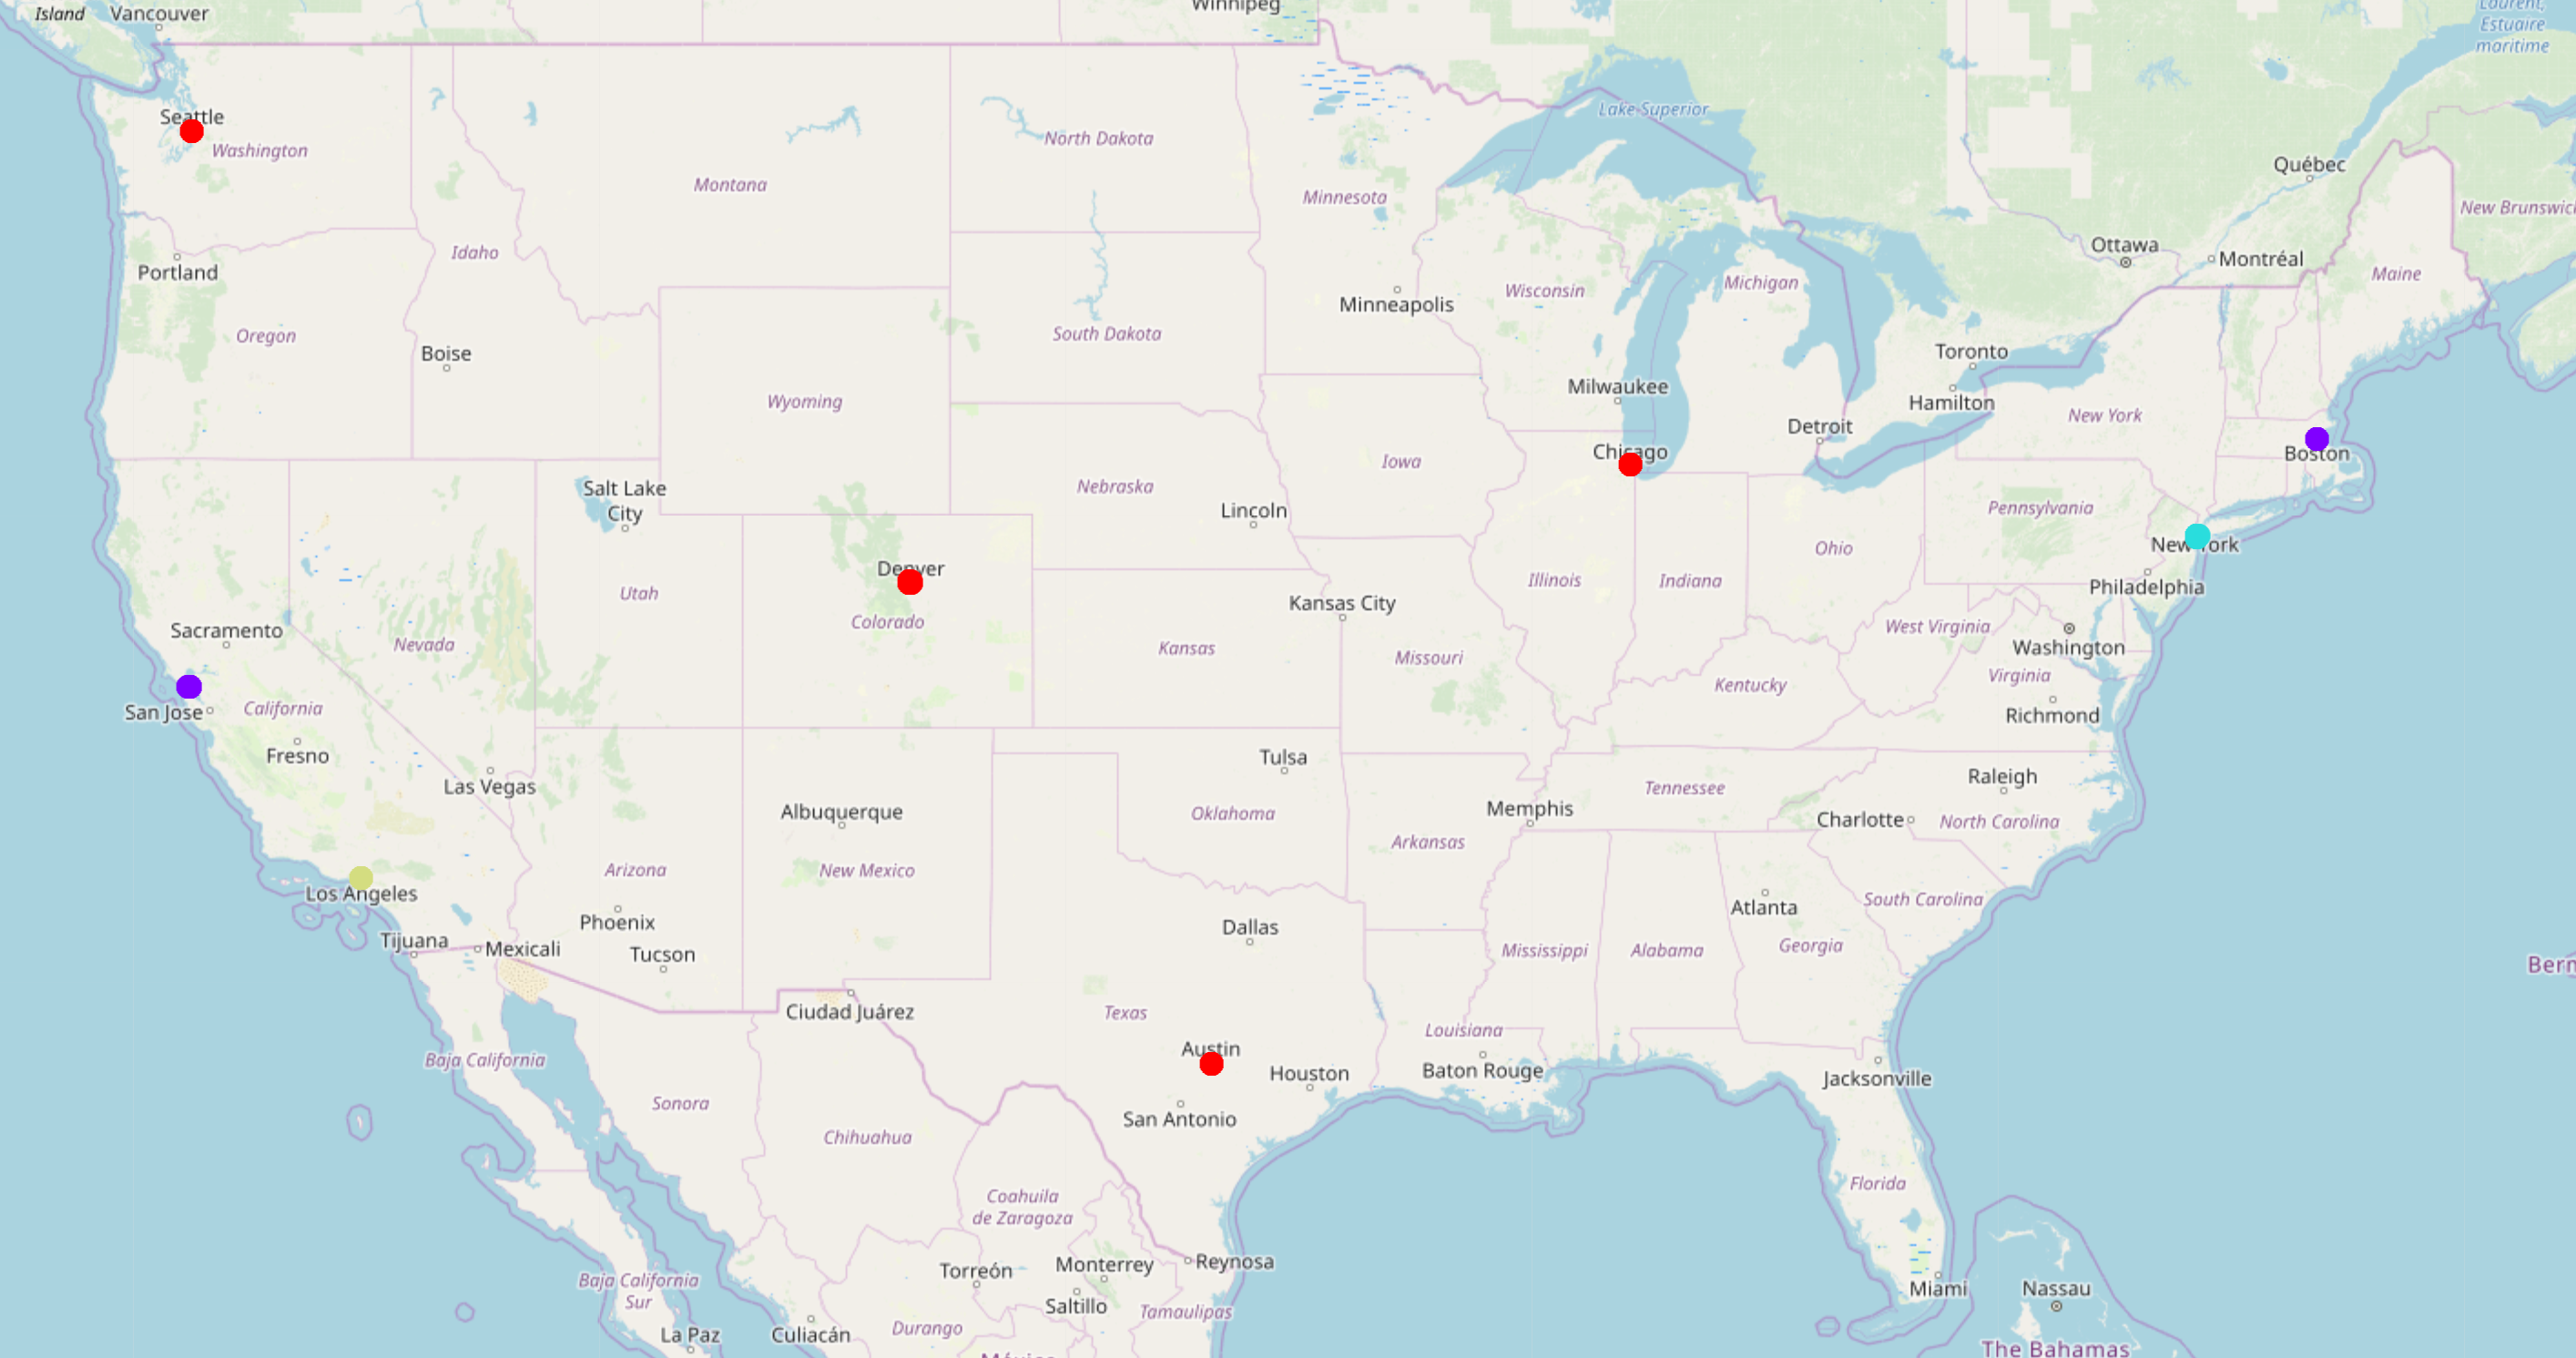 Island
Vancouver
Winnipeg
Laurent,
Estuaire
maritime
Seattle
Washington
Lake Superior
North Dakota
Montana
Minnesota
Québec
New Brunswick
Portland
Idaho
Ottawa
Montréal
Maine
Wisconsin
Michigan
Minneapolis
Oregon
South Dakota
Boise
Toronto
Milwaukee
Wyoming
Hamilton
New York
Detroit
Chicago
Boston
Iowa
Salt Lake
City
Nebraska
Lincoln
Pennsylvania
New York
Ohio
Denver
Illinois
Indiana
Philadelphia
Utah
Kansas City
Colorado
West Virginia
Sacramento
Nevada
Kansas
Missouri
Washington
Virginia
Kentucky
San Jose
California
Richmond
Fresno
Tulsa
Las Vegas
Raleigh
Tennessee
Albuquerque
Oklahoma
Memphis
Charlotte
North Carolina
Arkansas
Arizona
New Mexico
Los Angeles
South Carolina
Atlanta
Phoenix
Dallas
Tijuana
Mexicali
Tucson
Mississippi
Alabama
Georgia
Ciudad Juárez
Texas
Louisiana
Austin
Baja California
Houston
Baton Rouge
Jacksonville
Sonora
San Antonio
Chihuahua
Florida
Coahuila
de Zaragoza
Reynosa
Monterrey
Torreón
Baja California
Sur
Miami
Nassau
Saltillo
Tamaulipas
Durango
La Paz
Culiacán
The Bahamas
México